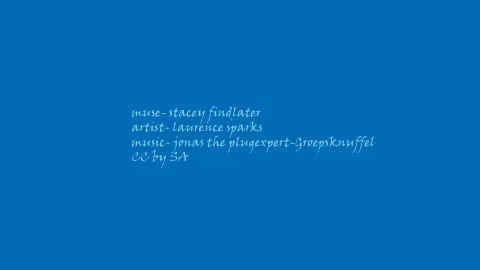 muse- stacey findlater
artist- laurence sparks
music- jonas the plugexpert-Groepsknuffel
CC by SA